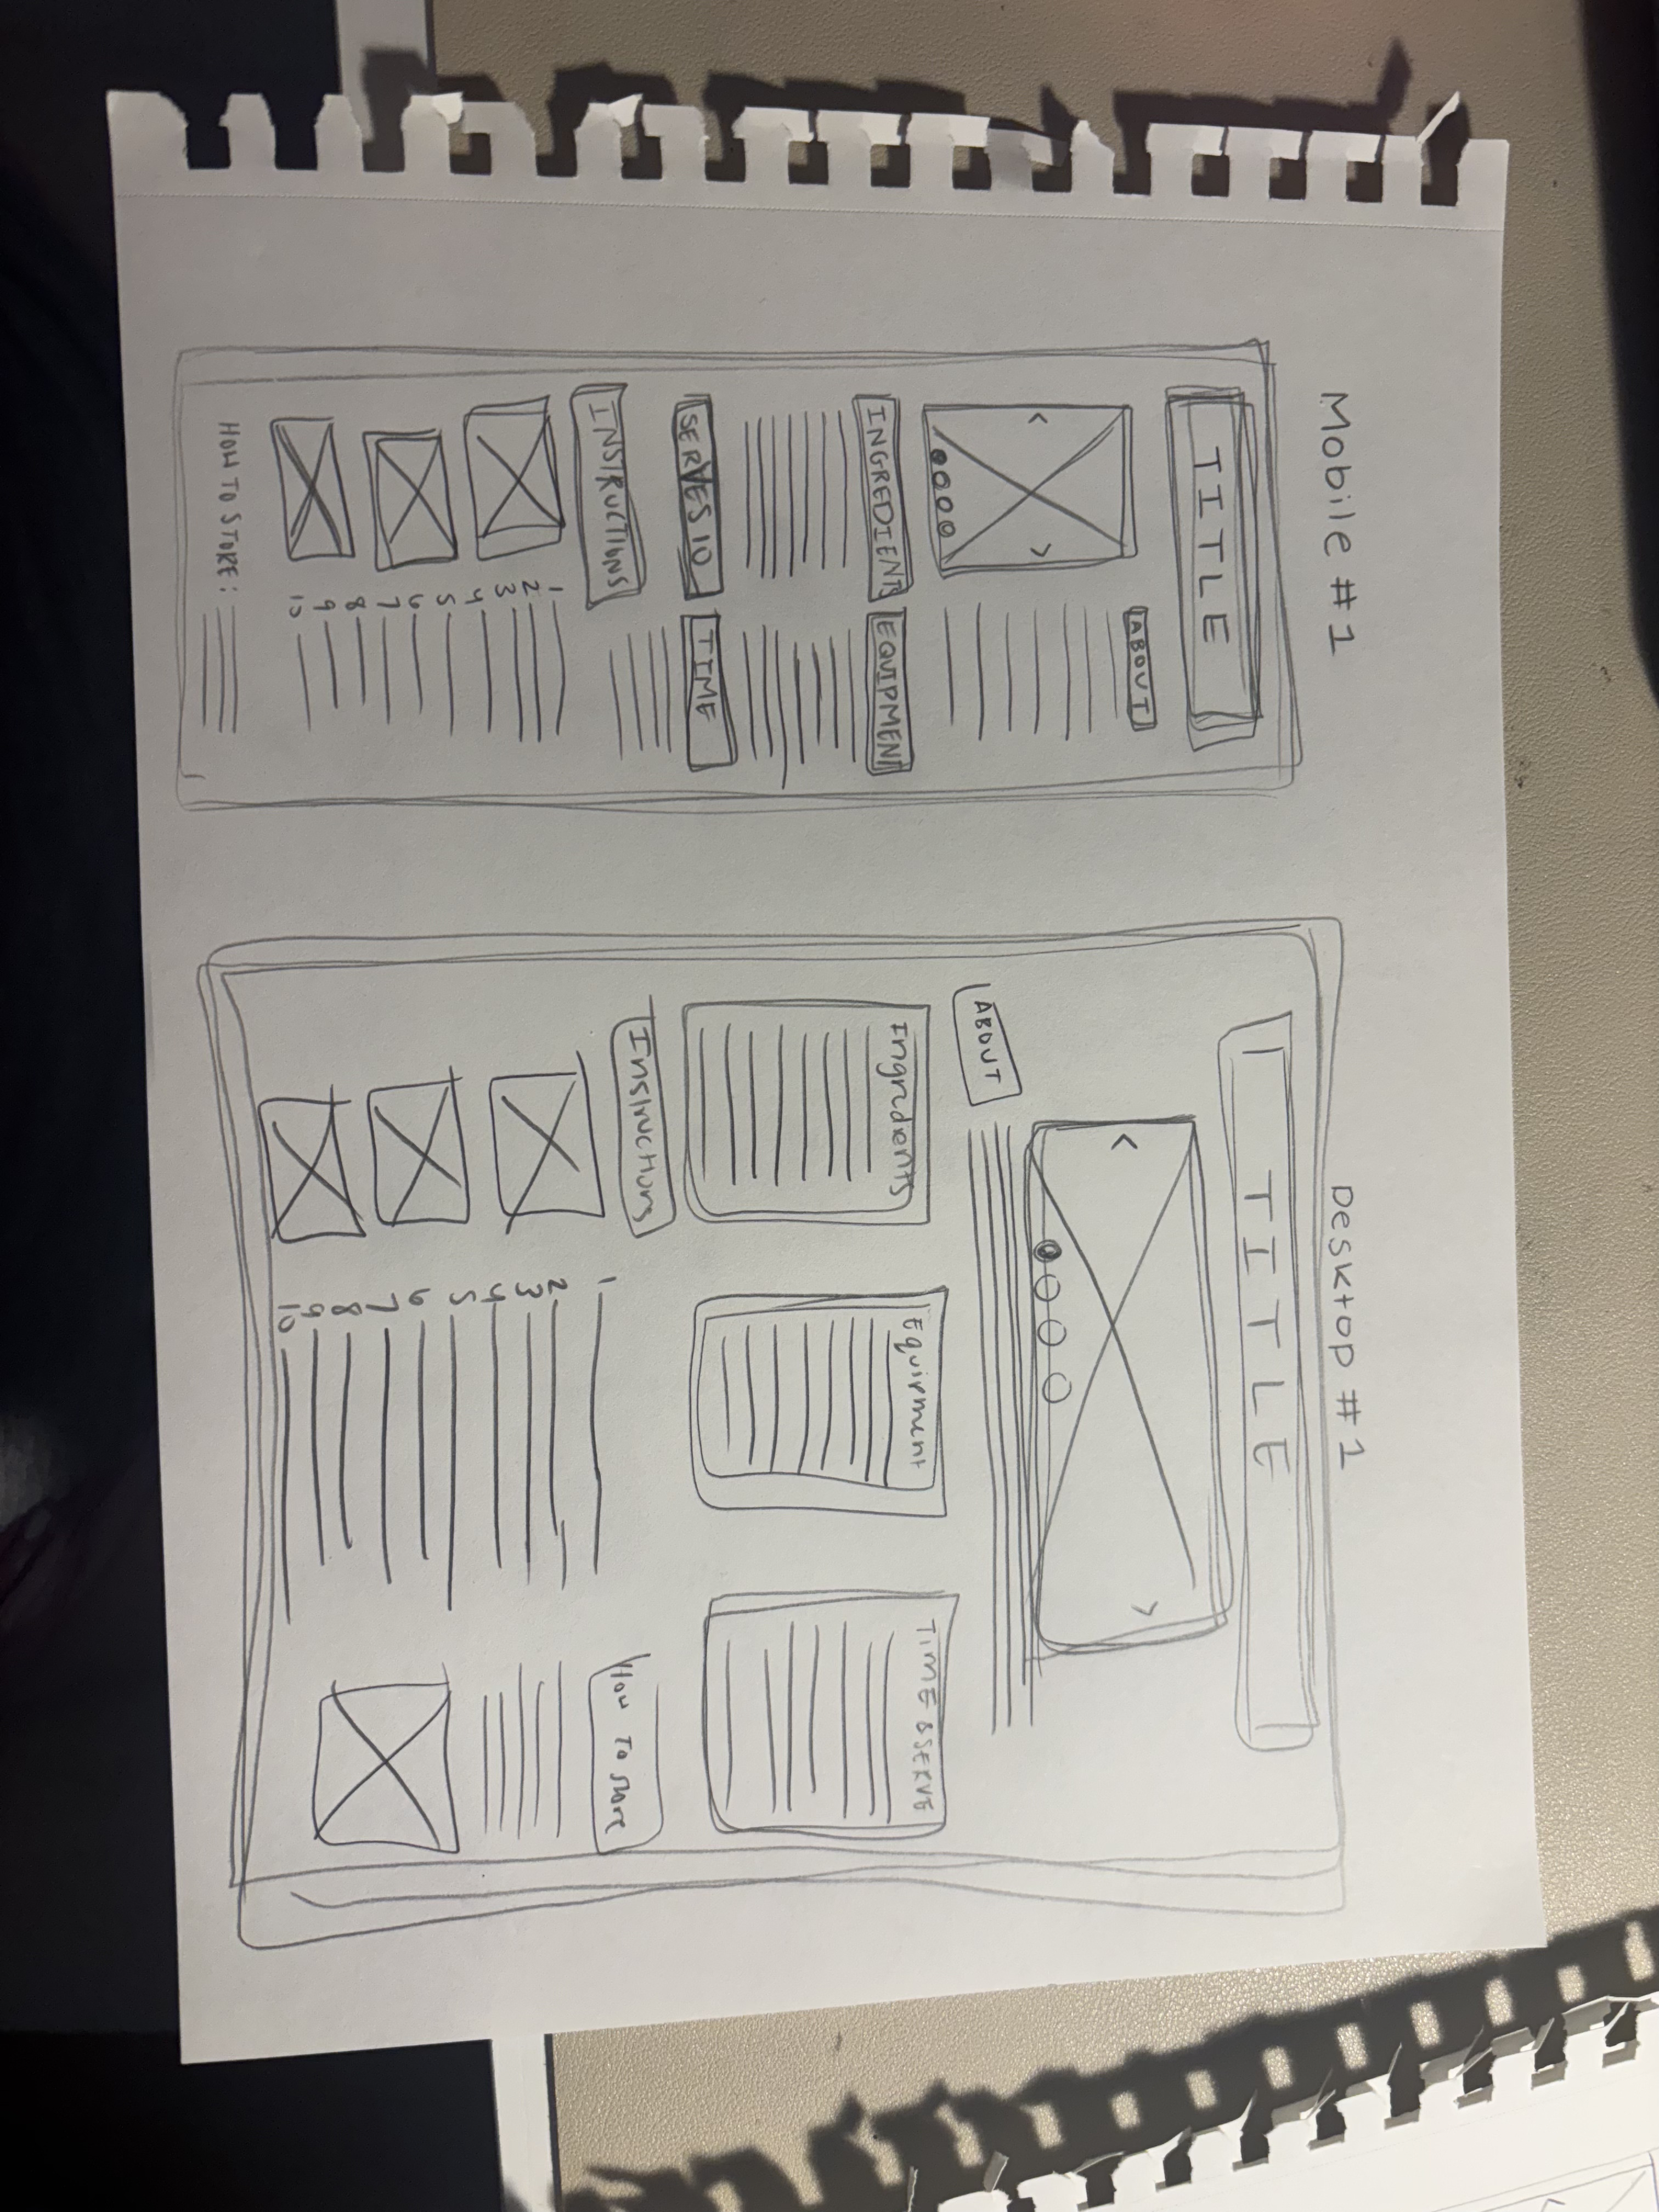 Mobile #1
TITLE
ABOUT
INGREDIENTS
EQUIPMENT
SERVES 10
TIME
INSTRUCTIONS
1
2
3
4
5
6
7
8
9
10
HOW TO STORE:
Desktop #1
TITLE
ABOUT
Ingredients
Equipment
TIME & SERVE
Instructions
1
2
3
4
5
6
7
8
9
10
How To Store